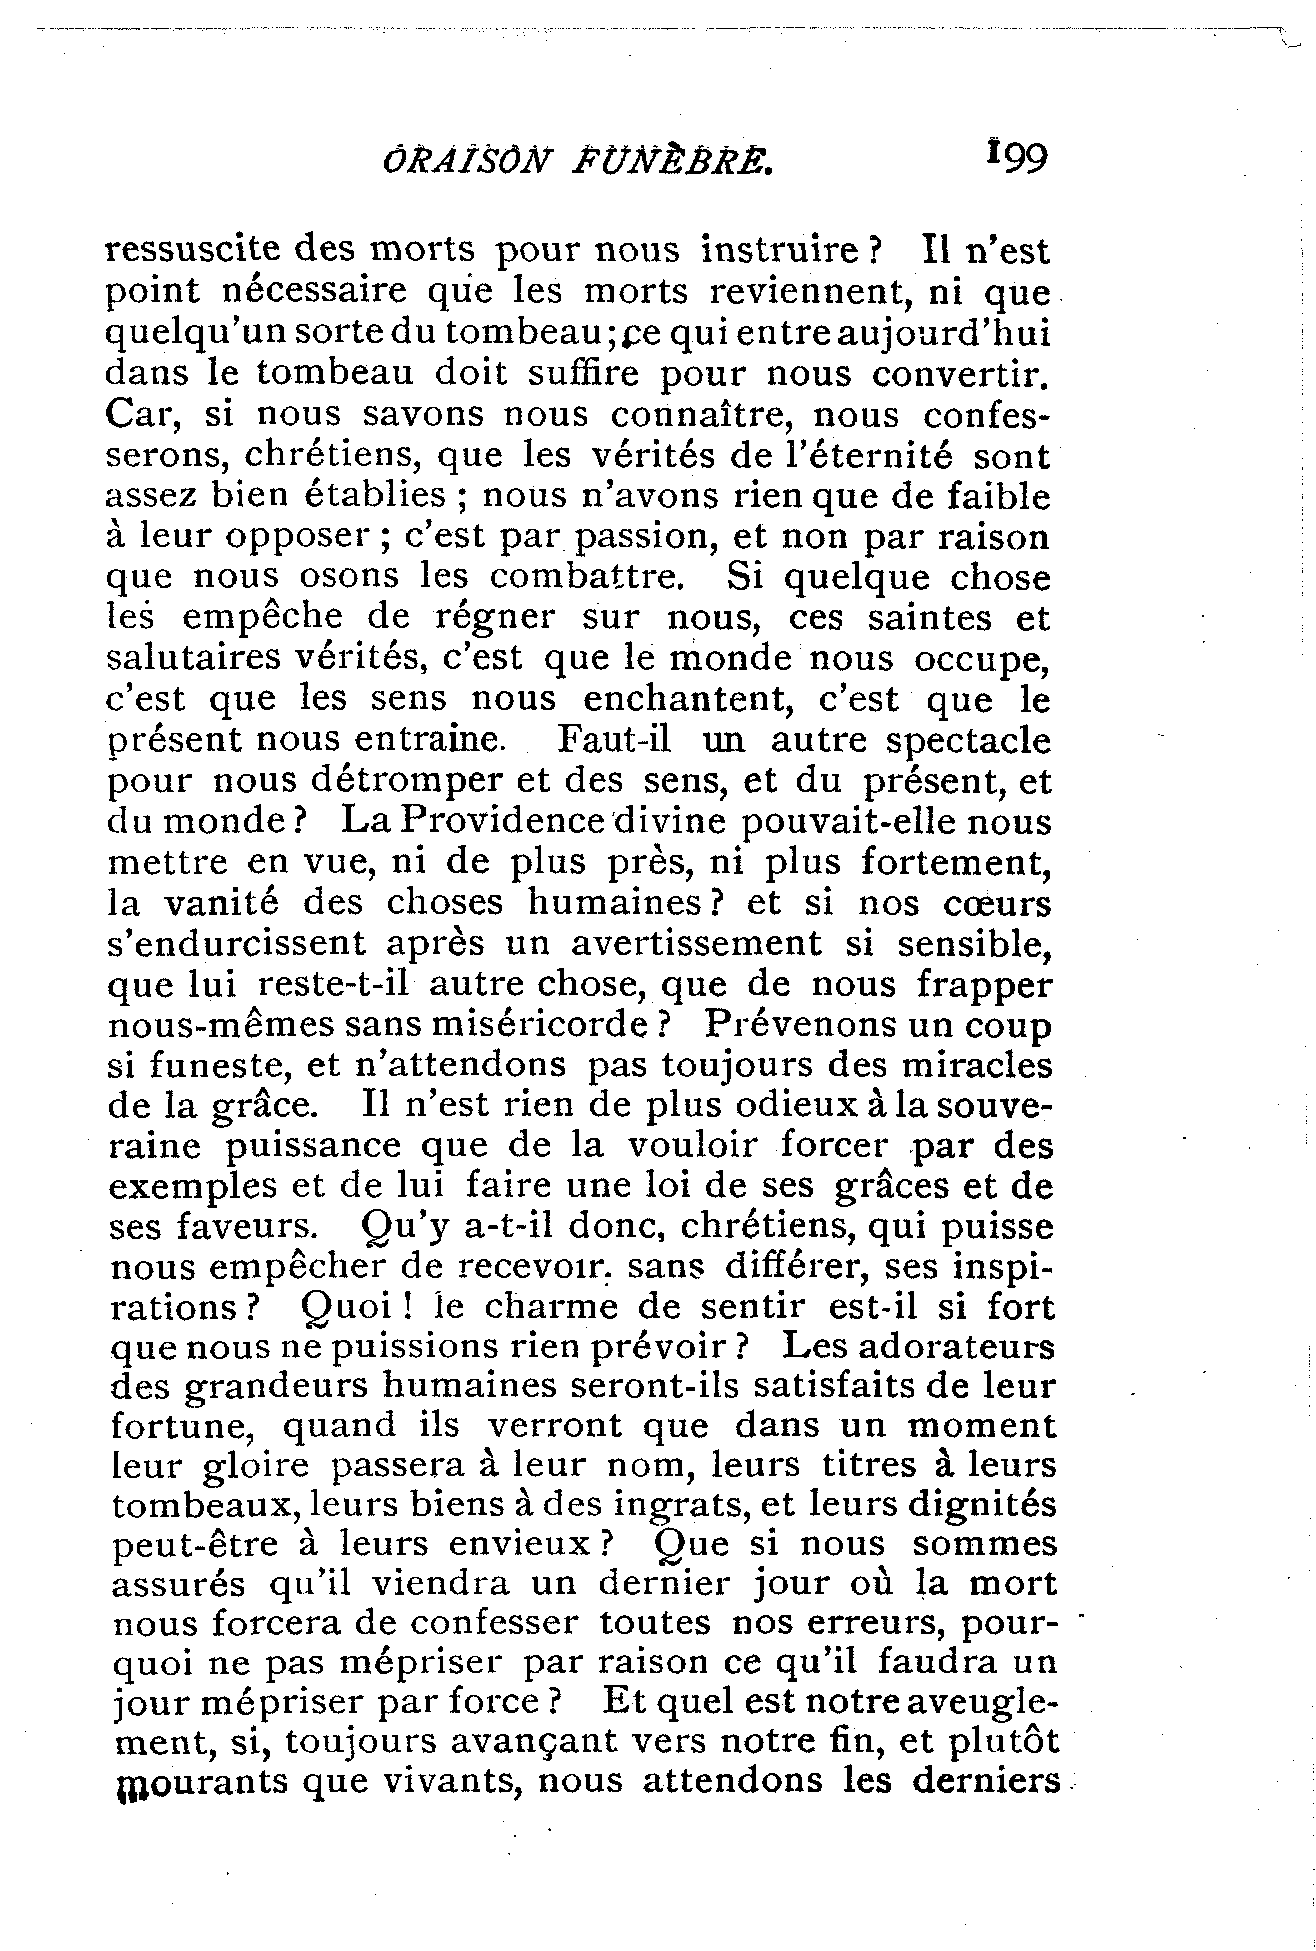 ORAISON FUNÈBRE. 199
ressuscite des morts pour nous instruire ? Il n'est
point nécessaire que les morts reviennent, ni que
quelqu'un sorte du tombeau ; ce qui entre aujourd'hui
dans le tombeau doit suffire pour nous convertir.
Car, si nous savons nous connaître, nous confes-
serons, chrétiens, que les vérités de l'éternité sont
assez bien établies ; nous n'avons rien que de faible
à leur opposer ; c'est par passion, et non par raison
que nous osons les combattre. Si quelque chose
les empêche de régner sur nous, ces saintes et
salutaires vérités, c'est que le monde nous occupe,
c'est que les sens nous enchantent, c'est que le
présent nous entraine. Faut-il un autre spectacle
pour nous détromper et des sens, et du présent, et
du monde ? La Providence divine pouvait-elle nous
mettre en vue, ni de plus près, ni plus fortement,
la vanité des choses humaines ? et si nos cœurs
s'endurcissent après un avertissement si sensible,
que lui reste-t-il autre chose, que de nous frapper
nous-mêmes sans miséricorde ? Prévenons un coup
si funeste, et n'attendons pas toujours des miracles
de la grâce. Il n'est rien de plus odieux à la souve-
raine puissance que de la vouloir forcer par des
exemples et de lui faire une loi de ses grâces et de
ses faveurs. Qu'y a-t-il donc, chrétiens, qui puisse
nous empêcher de recevoir, sans différer, ses inspi-
rations ? Quoi ! le charme de sentir est-il si fort
que nous ne puissions rien prévoir ? Les adorateurs
des grandeurs humaines seront-ils satisfaits de leur
fortune, quand ils verront que dans un moment
leur gloire passera à leur nom, leurs titres à leurs
tombeaux, leurs biens à des ingrats, et leurs dignités
peut-être à leurs envieux ? Que si nous sommes
assurés qu'il viendra un dernier jour où la mort
nous forcera de confesser toutes nos erreurs, pour-
quoi ne pas mépriser par raison ce qu'il faudra un
jour mépriser par force ? Et quel est notre aveugle-
ment, si, toujours avançant vers notre fin, et plutôt
mourants que vivants, nous attendons les derniers